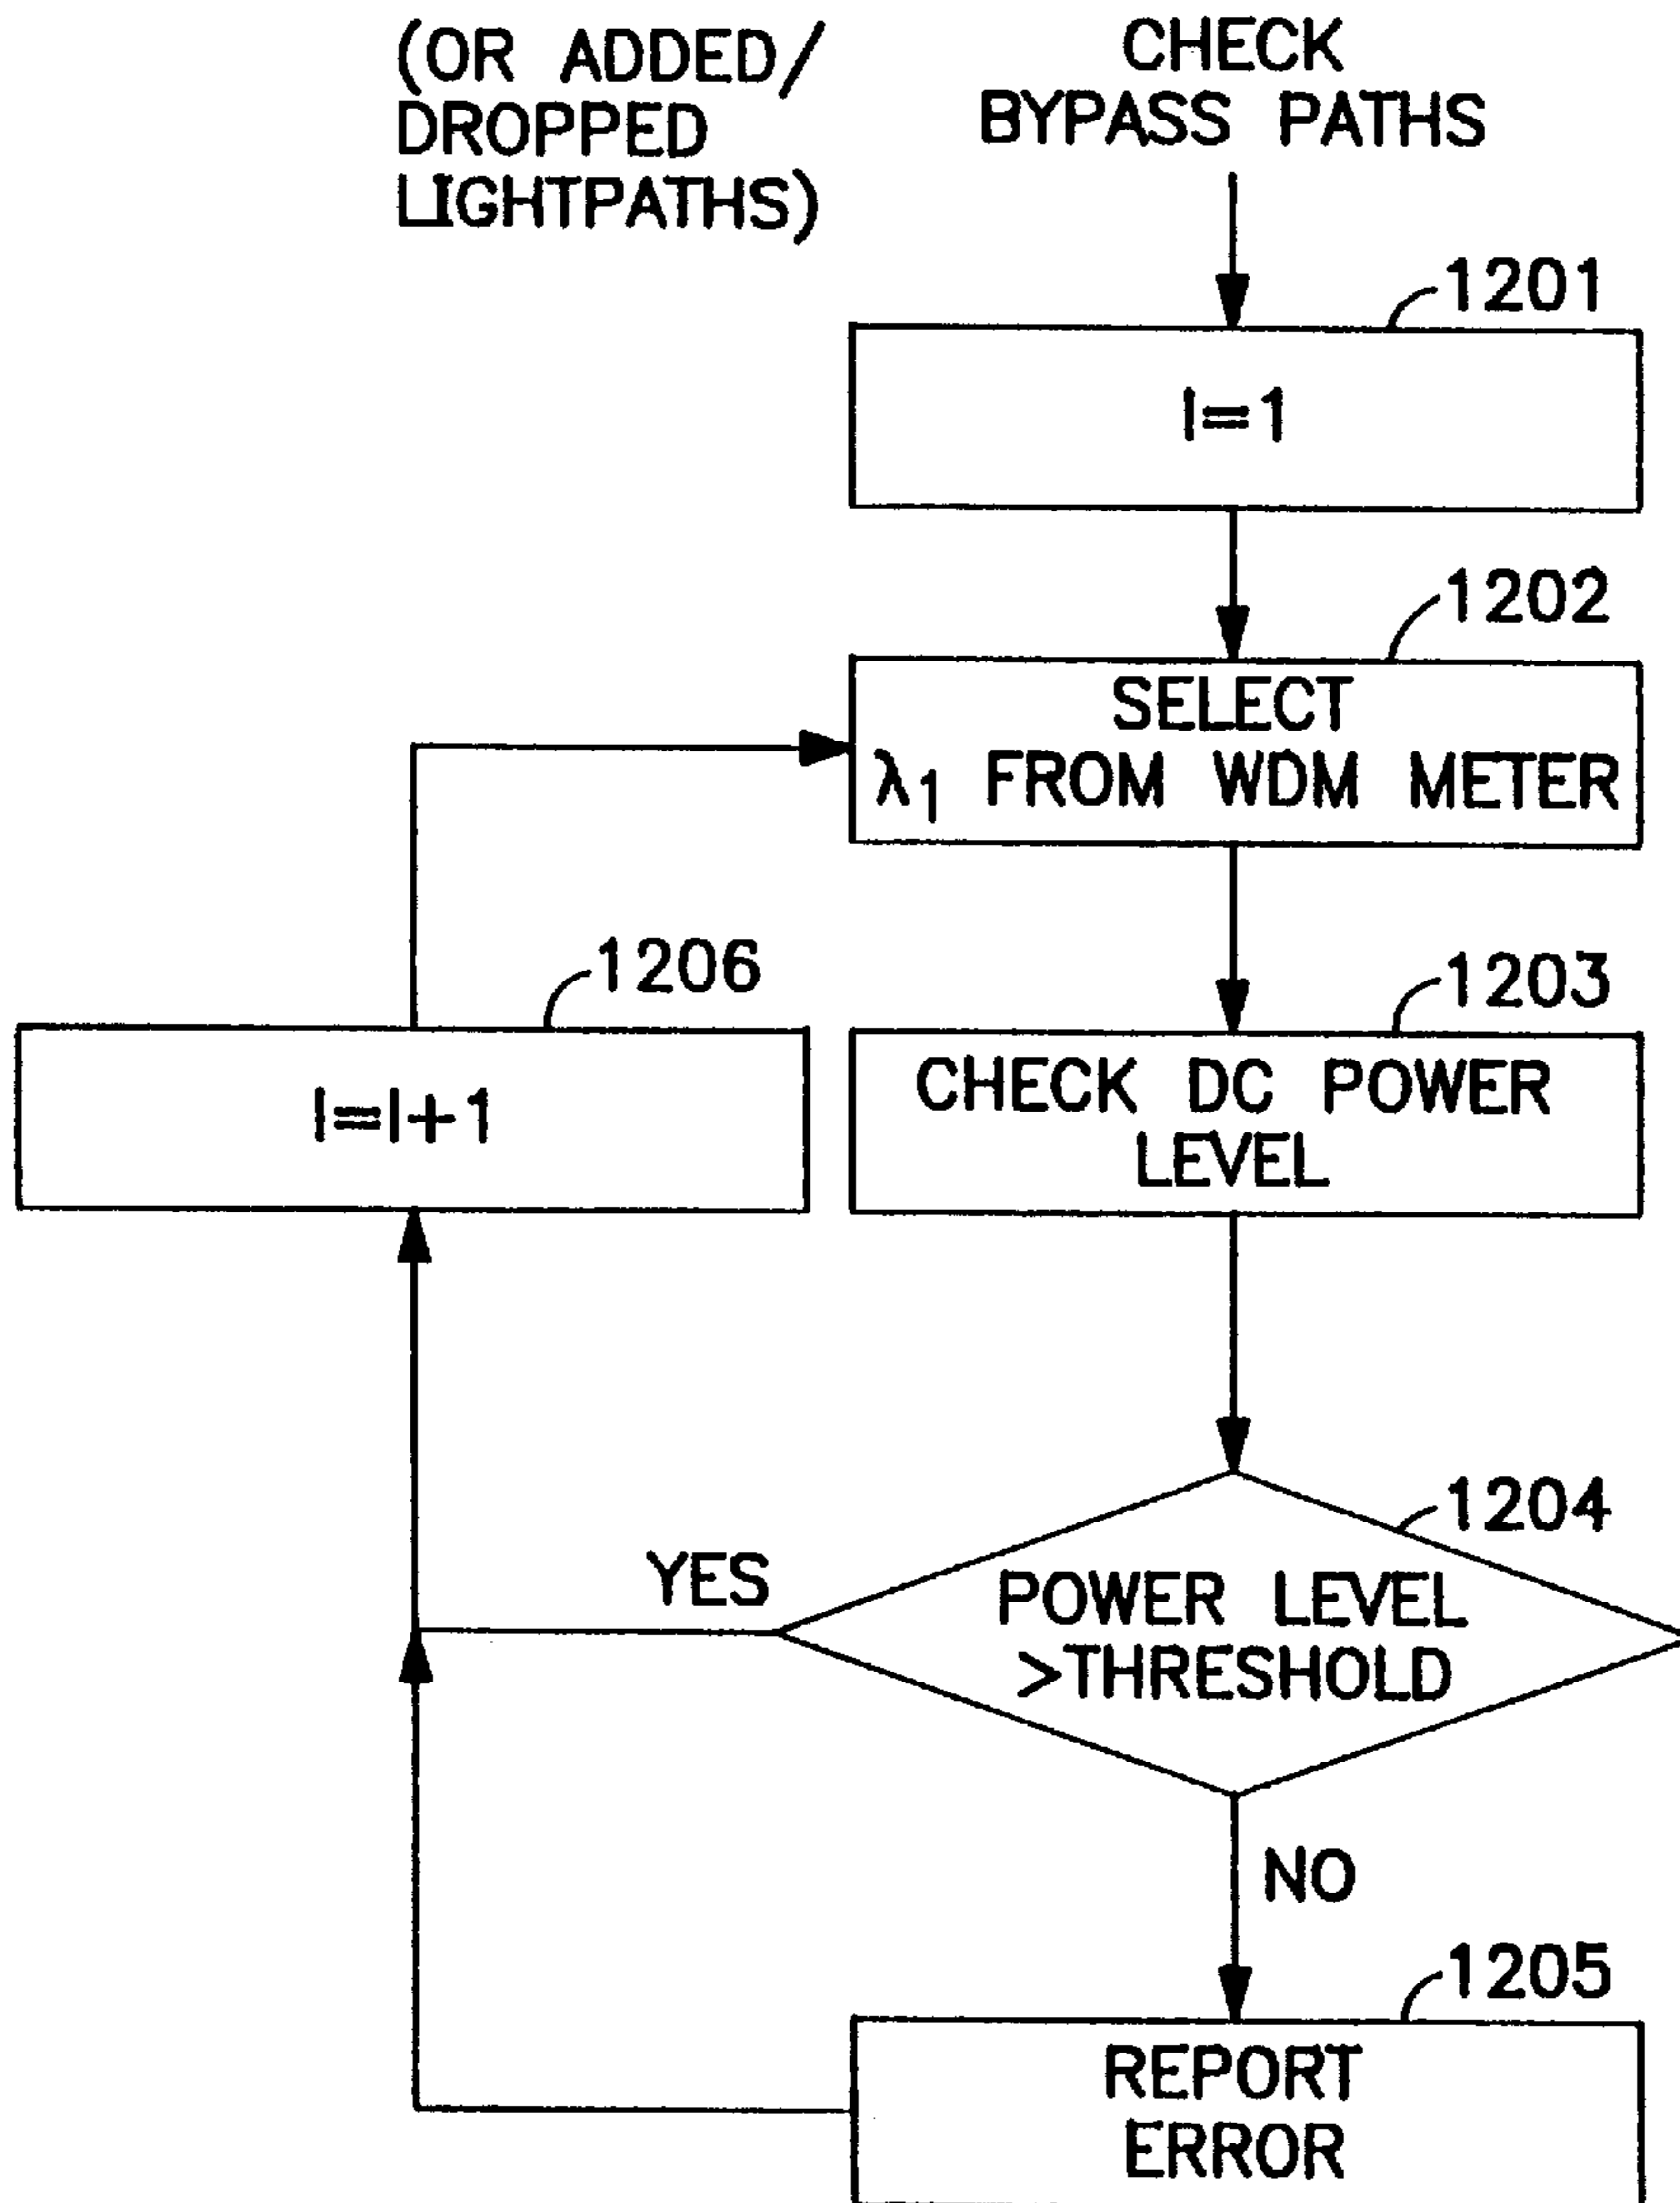 (OR ADDED/
DROPPED
LIGHTPATHS)
CHECK
BYPASS PATHS
1201
I=1
1202
SELECT
λ1 FROM WDM METER
1206
I=I+1
1203
CHECK DC POWER
LEVEL
1204
YES
POWER LEVEL
>THRESHOLD
NO
1205
REPORT
ERROR